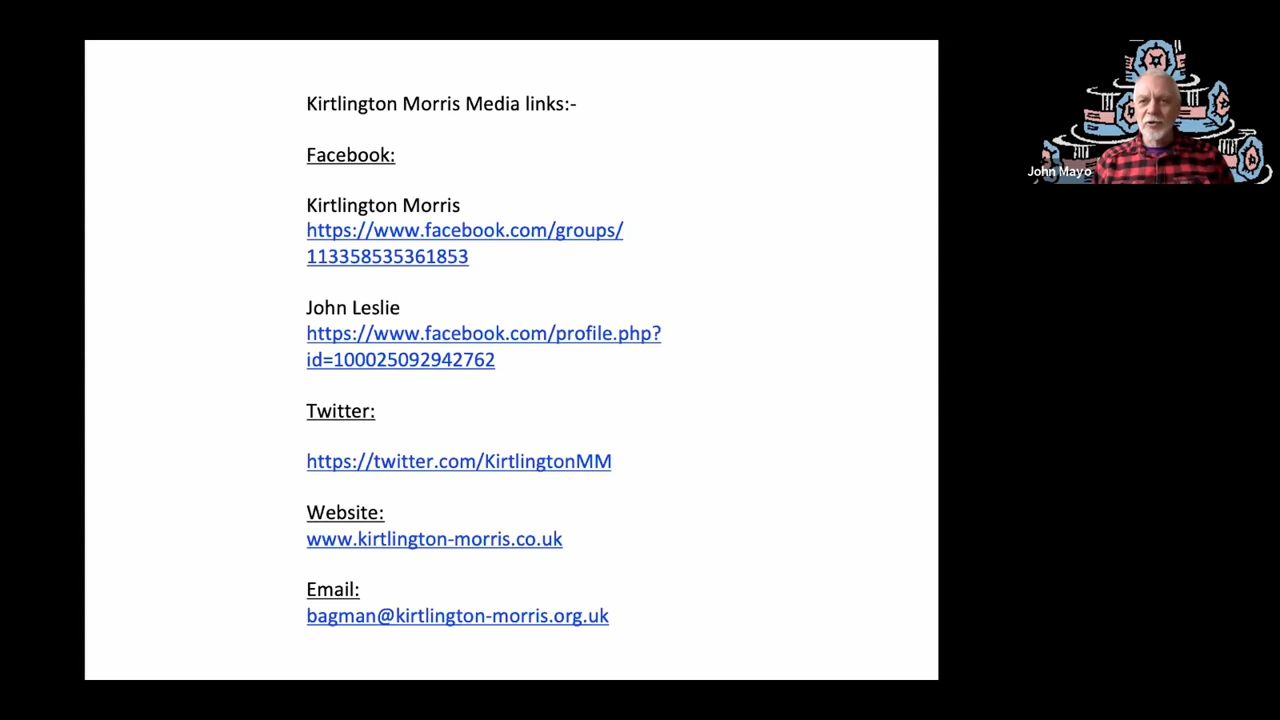 Kirtlington Morris Media links:-
Facebook:
Kirtlington Morris
https://www.facebook.com/groups/
113358535361853
John Leslie
https://www.facebook.com/profile.php?
id=100025092942762
Twitter:
https://twitter.com/KirtlingtonMM
Website:
www.kirtlington-morris.co.uk
Email:
bagman@kirtlington-morris.org.uk
John Mayo